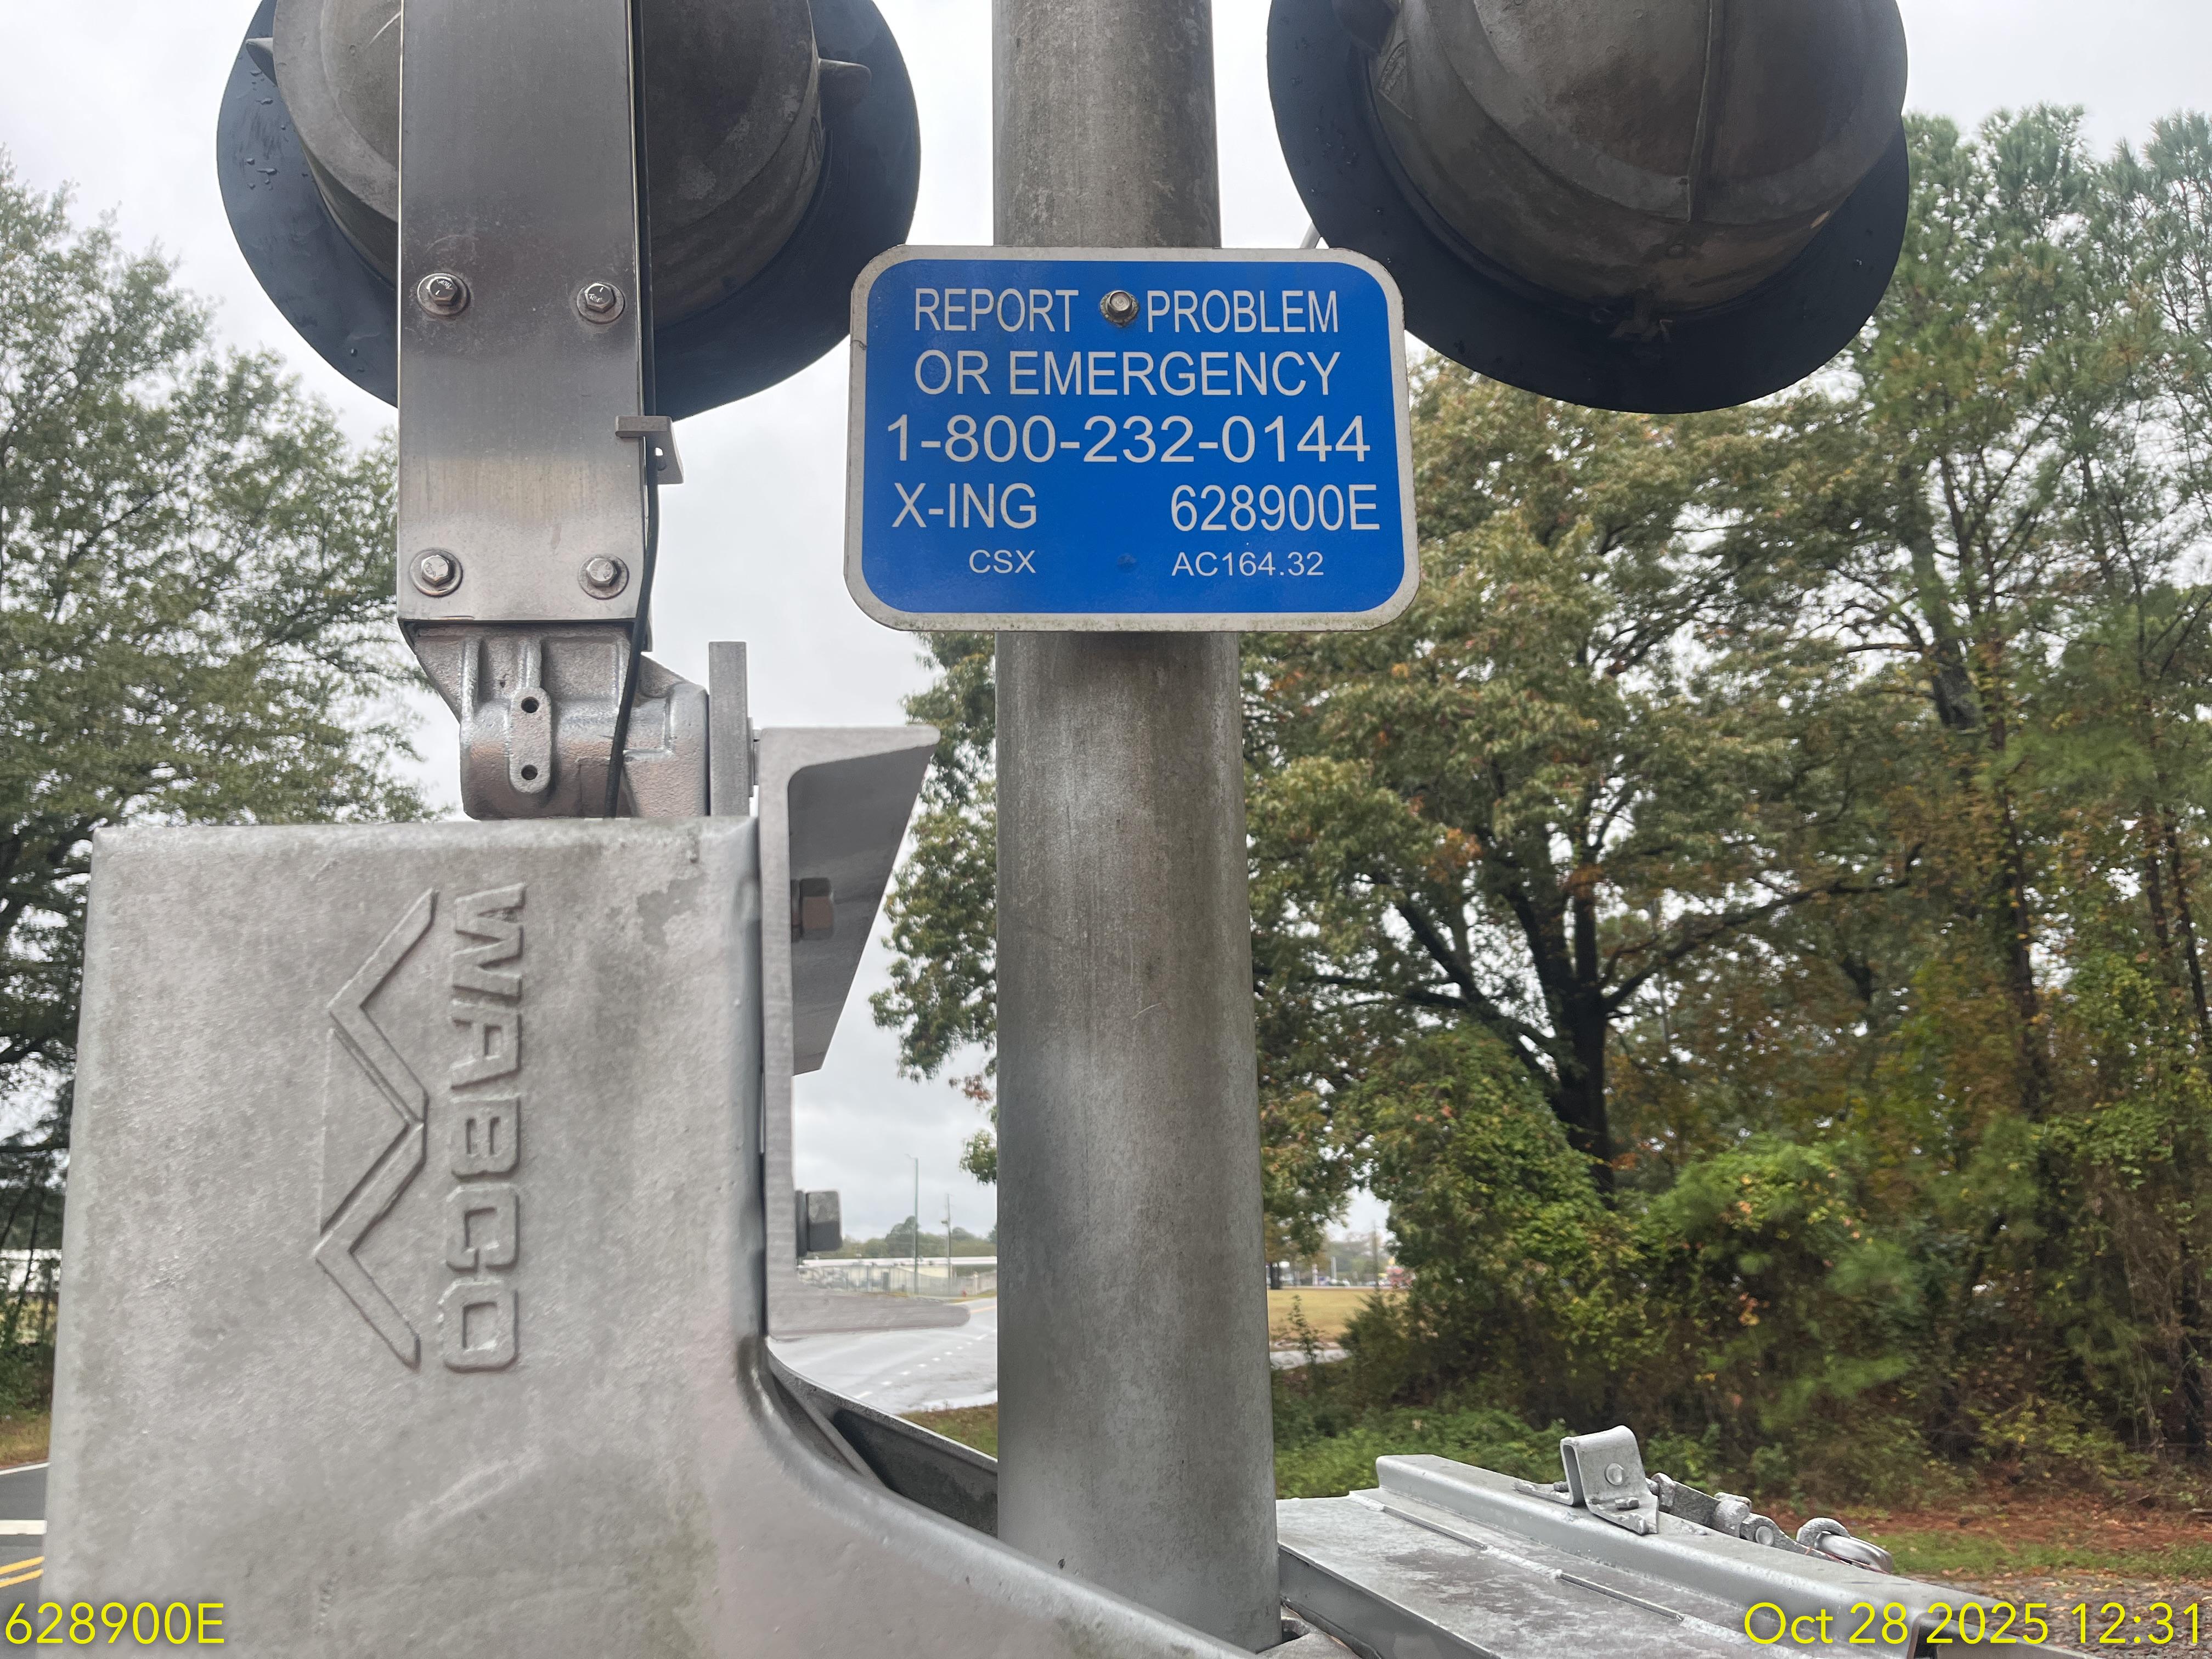 REPORT PROBLEM
OR EMERGENCY
1-800-232-0144
X-ING 628900E
CSX AC164.32
WABCO
628900E
Oct 28 2025 12:31